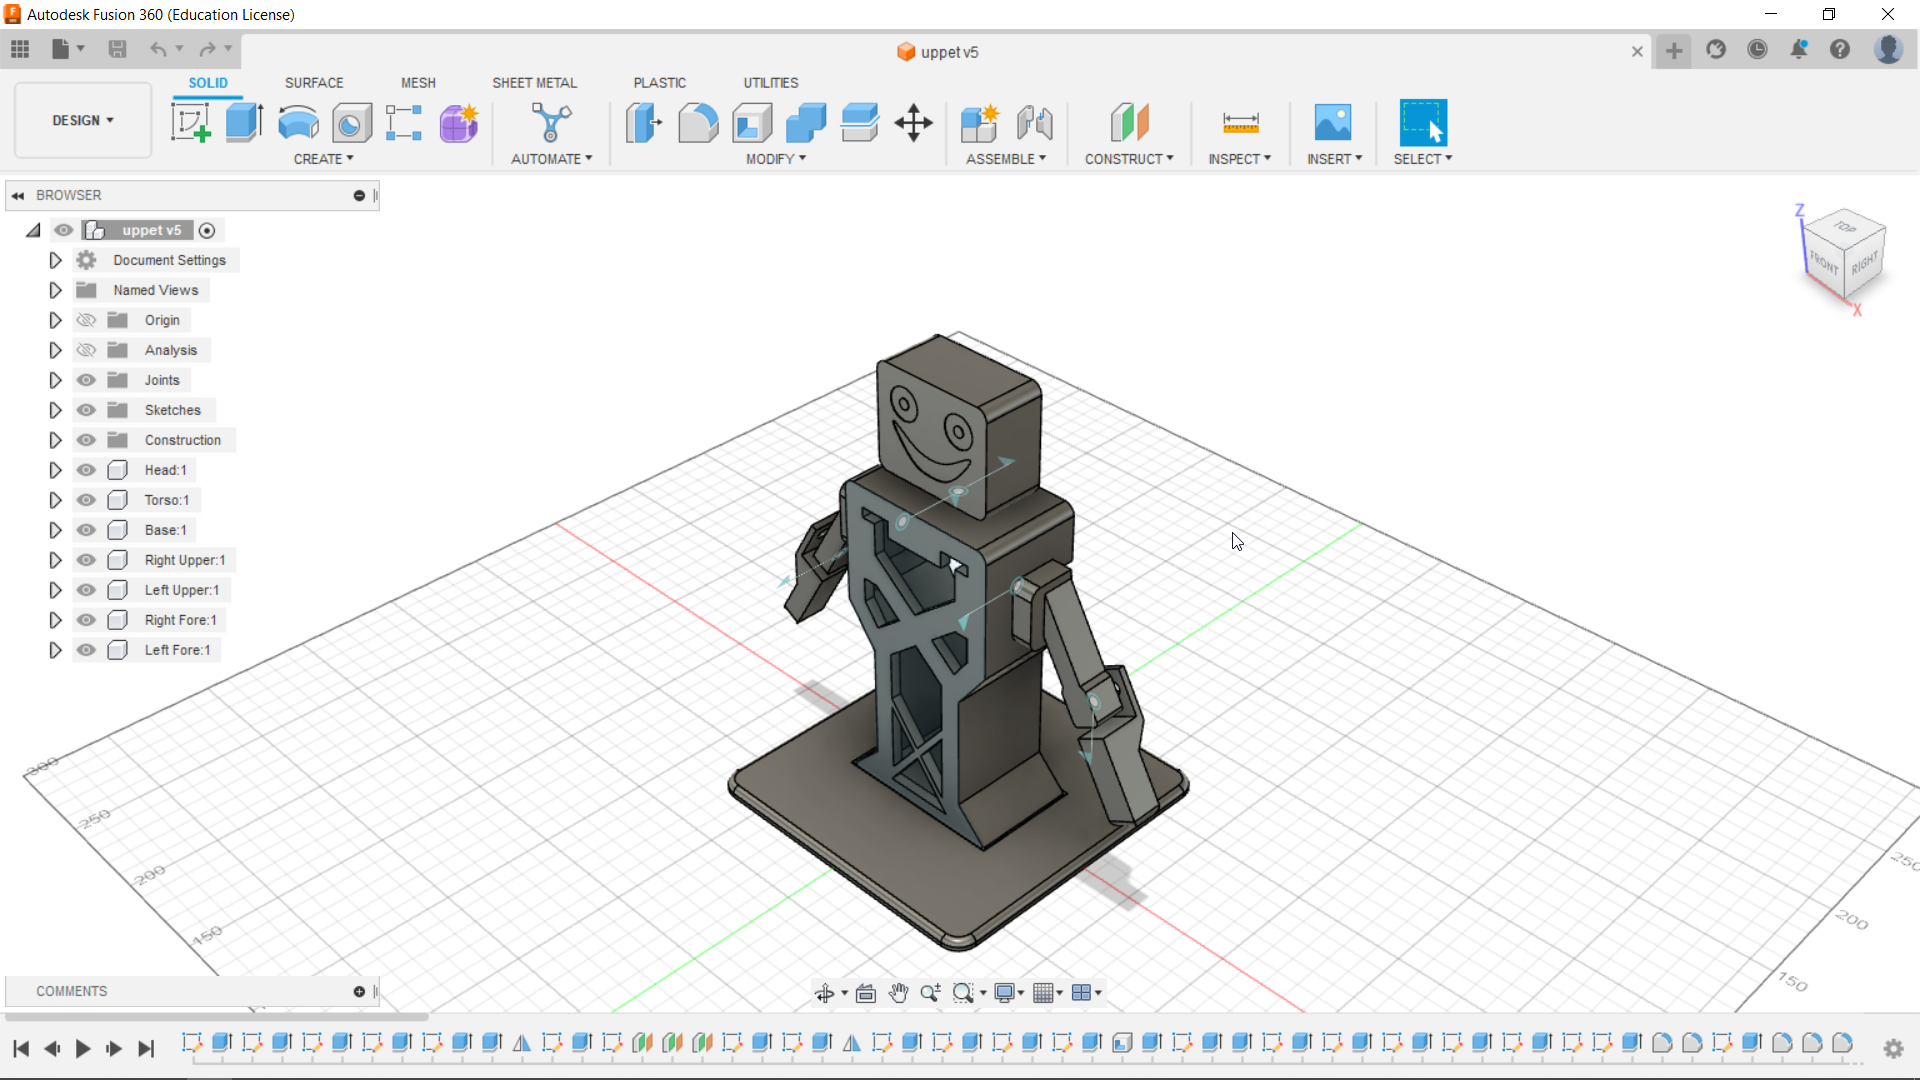 Autodesk Fusion 360 (Education License)
uppet v5
SOLID
SURFACE
MESH
SHEET METAL
PLASTIC
UTILITIES
DESIGN
CREATE
AUTOMATE
MODIFY
ASSEMBLE
CONSTRUCT
INSPECT
INSERT
SELECT
BROWSER
uppet v5
Document Settings
Named Views
Origin
Analysis
Joints
Sketches
Construction
Head:1
Torso:1
Base:1
Right Upper:1
Left Upper:1
Right Fore:1
Left Fore:1
Z
TOP
FRONT
RIGHT
X
300
250
200
150
250
200
150
COMMENTS